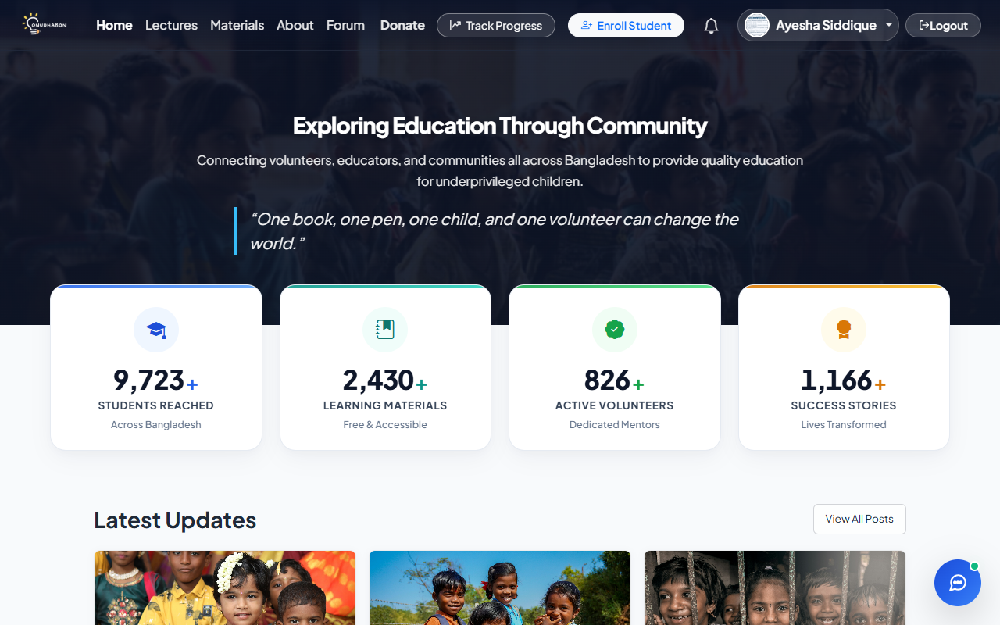 ONUDHABON
Home Lectures Materials About Forum Donate Track Progress Enroll Student Ayesha Siddique Logout
Exploring Education Through Community
Connecting volunteers, educators, and communities all across Bangladesh to provide quality education
for underprivileged children.
“One book, one pen, one child, and one volunteer can change the
world.”
9,723+
STUDENTS REACHED
Across Bangladesh
2,430+
LEARNING MATERIALS
Free & Accessible
826+
ACTIVE VOLUNTEERS
Dedicated Mentors
1,166+
SUCCESS STORIES
Lives Transformed
Latest Updates
View All Posts